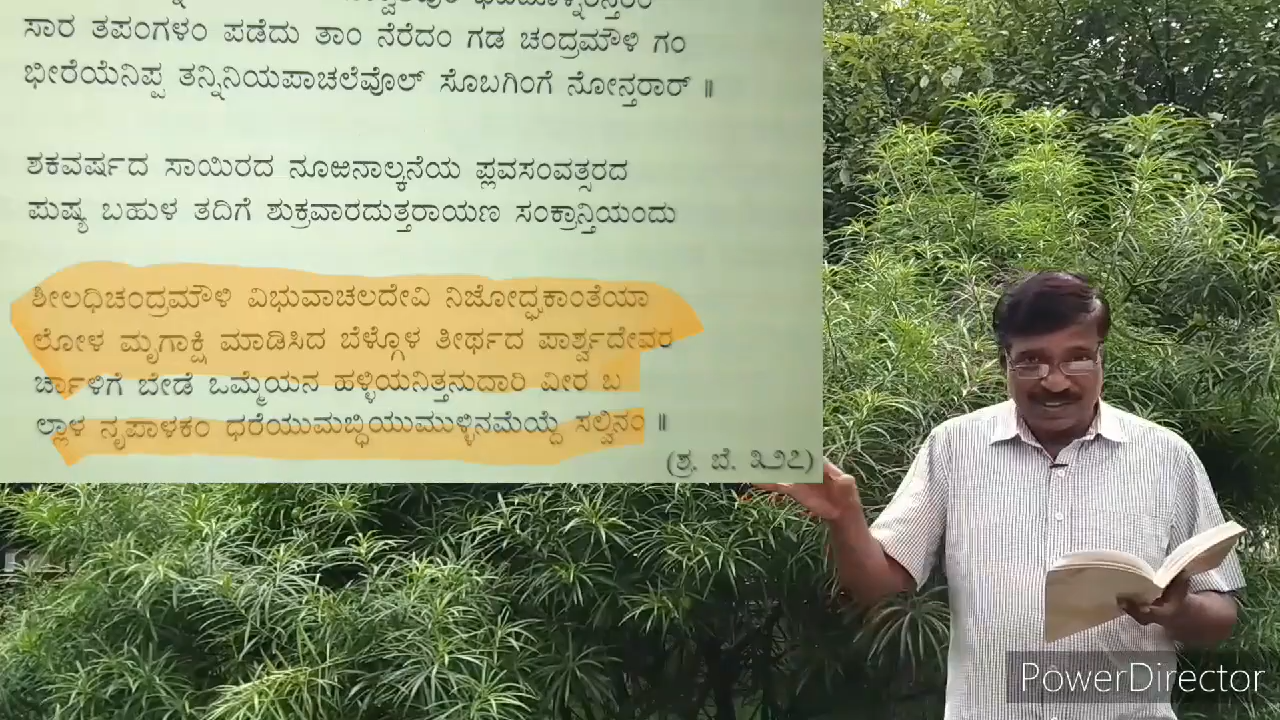 ಸಾರ ತಪಂಗಳಂ ಪಡೆದು ತಾಂ ನೆರೆದಂ ಗಡ ಚಂದ್ರಮೌಳಿ ಗಂ
ಭೀರೆಯೆನಿಪ್ಪ ತನ್ನಿನಿಯಪಾಚಲೆವೊಲ್ ಸೊಬಗಿಂಗೆ ನೋನ್ತರಾರ್ ॥
ಶಕವರ್ಷದ ಸಾಯಿರದ ನೂಱನಾಲ್ಕನೆಯ ಪ್ಲವಸಂವತ್ಸರದ
ಪುಷ್ಯ ಬಹುಳ ತದಿಗೆ ಶುಕ್ರವಾರದುತ್ತರಾಯಣ ಸಂಕ್ರಾನ್ತಿಯಂದು
ಶೀಲಧಿಚಂದ್ರಮೌಳಿ ವಿಭುವಾಚಲದೇವಿ ನಿಜೋದ್ಘಕಾಂತೆಯಾ
ಲೋಳ ಮೃಗಾಕ್ಷಿ ಮಾಡಿಸಿದ ಬೆಳ್ಗೊಳ ತೀರ್ಥದ ಪಾರ್ಶ್ವದೇವರ
ರ್ಚಾಳಿಗೆ ಬೇಡೆ ಒಮ್ಮೆಯನ ಹಳ್ಳಿಯನಿತ್ತನುದಾರಿ ವೀರ ಬ
ಲ್ಲಾಳ ನೃಪಾಳಕಂ ಧರೆಯುಮಬ್ಧಿಯುಮುಳ್ಳಿನಮೆಯ್ದೆ ಸಲ್ವಿನಂ ॥
(ಶ್ರ. ಬೆ. ೩೨೭)
PowerDirector